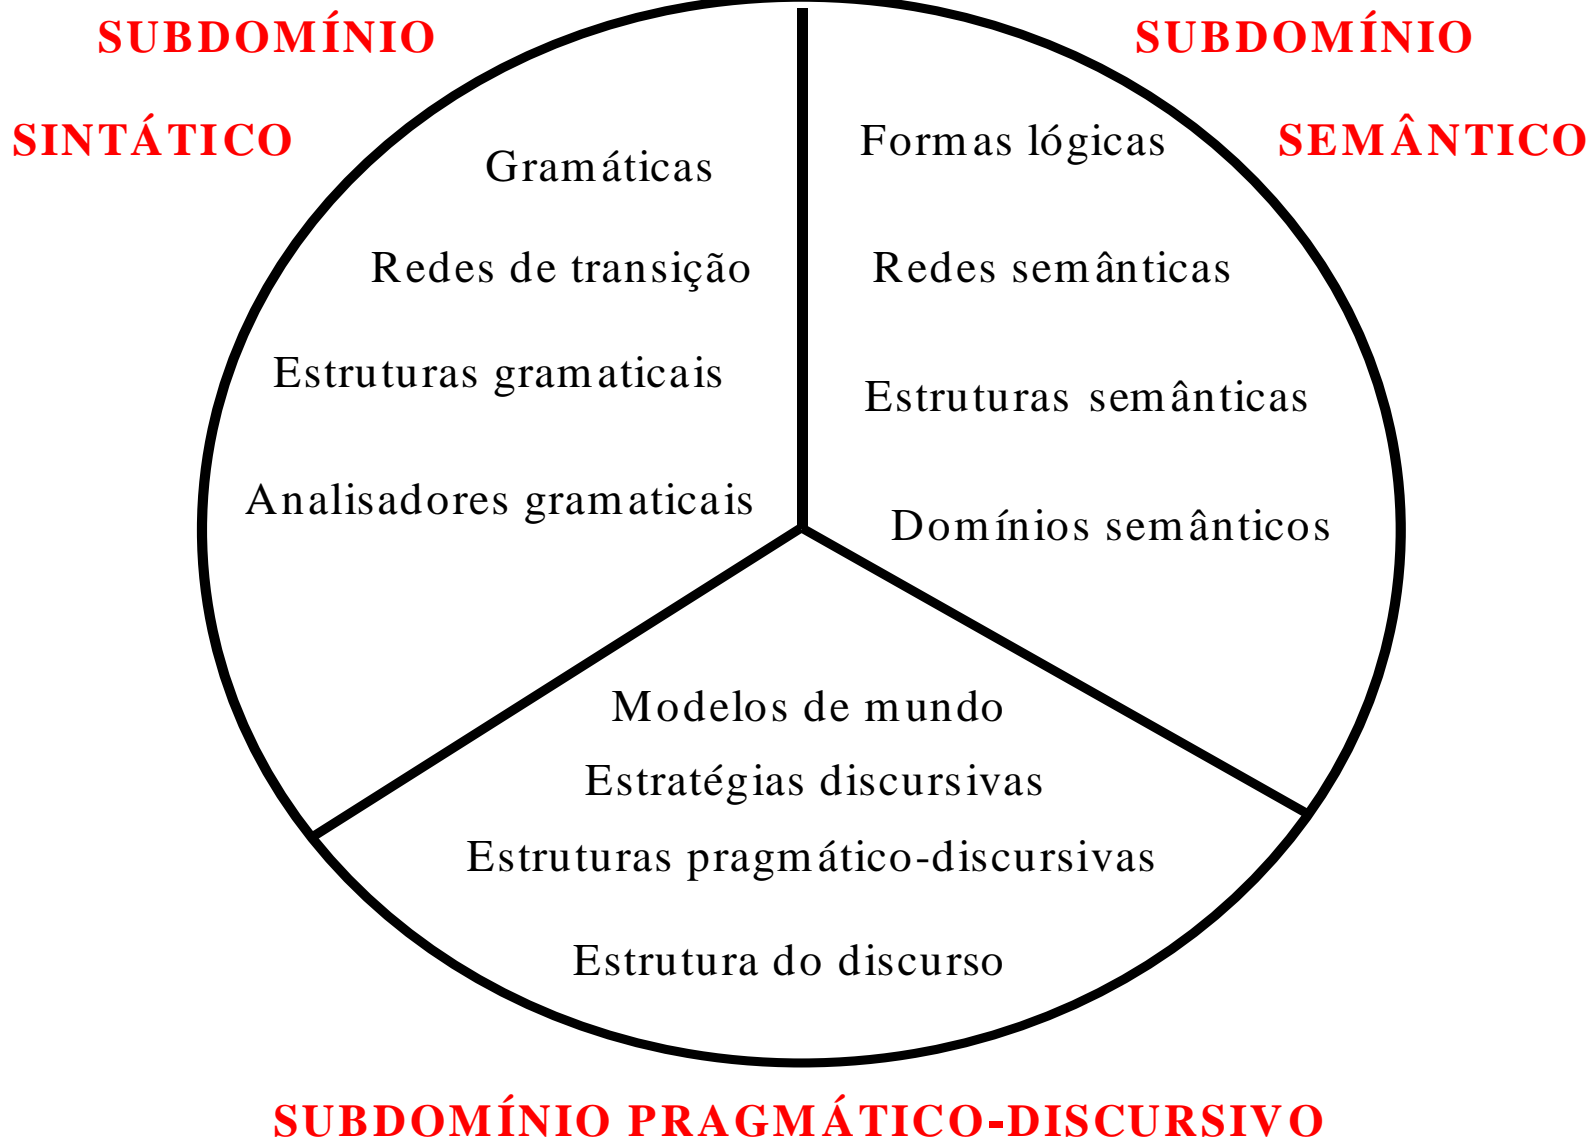 SUBDOMÍNIO
SINTÁTICO
Gramáticas
Redes de transição
Estruturas gramaticais
Analisadores gramaticais
SUBDOMÍNIO
SEMÂNTICO
Formas lógicas
Redes semânticas
Estruturas semânticas
Domínios semânticos
Modelos de mundo
Estratégias discursivas
Estruturas pragmático-discursivas
Estrutura do discurso
SUBDOMÍNIO PRAGMÁTICO-DISCURSIVO